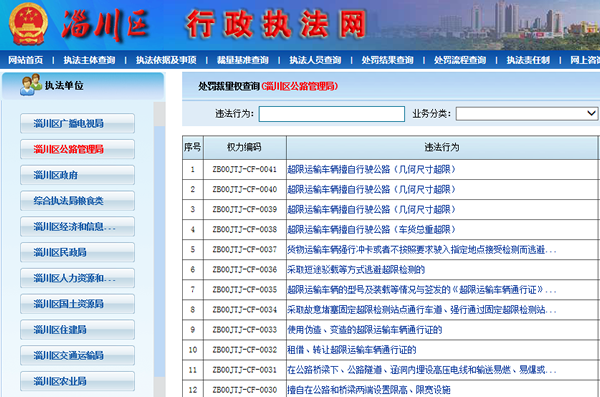 淄川区 行政执法网
网站首页 | 执法主体查询 | 执法依据及事项 | 裁量基准查询 | 执法人员查询 | 处罚结果查询 | 处罚流程查询 | 执法责任制 | 网上咨
执法单位
处罚裁量权查询(淄川区公路管理局)
违法行为: 业务分类:
淄川区广播电视局
淄川区公路管理局
淄川区政府
综合执法局粮食类
淄川区经济和信息...
淄川区民政局
淄川区人力资源和...
淄川区国土资源局
淄川区住建局
淄川区交通运输局
淄川区农业局
序号 权力编码 违法行为
1 ZB00JTJ-CF-0041 超限运输车辆擅自行驶公路（几何尺寸超限）
2 ZB00JTJ-CF-0040 超限运输车辆擅自行驶公路（几何尺寸超限）
3 ZB00JTJ-CF-0039 超限运输车辆擅自行驶公路（几何尺寸超限）
4 ZB00JTJ-CF-0038 超限运输车辆擅自行驶公路（车货总重超限）
5 ZB00JTJ-CF-0037 货物运输车辆强行冲卡或者不按照要求驶入指定地点接受检测而逃避...
6 ZB00JTJ-CF-0036 采取短途驳载等方式逃避超限检测的
7 ZB00JTJ-CF-0035 超限运输车辆的型号及装载等情况与签发的《超限运输车辆通行证》...
8 ZB00JTJ-CF-0034 采取故意堵塞固定超限检测站点通行车道、强行通过固定超限检测站...
9 ZB00JTJ-CF-0033 使用伪造、变造的超限运输车辆通行证的
10 ZB00JTJ-CF-0032 租借、转让超限运输车辆通行证的
11 ZB00JTJ-CF-0031 在公路桥梁下、公路隧道、涵洞内埋设高压电线和输送易燃、易爆或...
12 ZB00JTJ-CF-0030 擅自在公路和桥梁两端设置限高、限宽设施